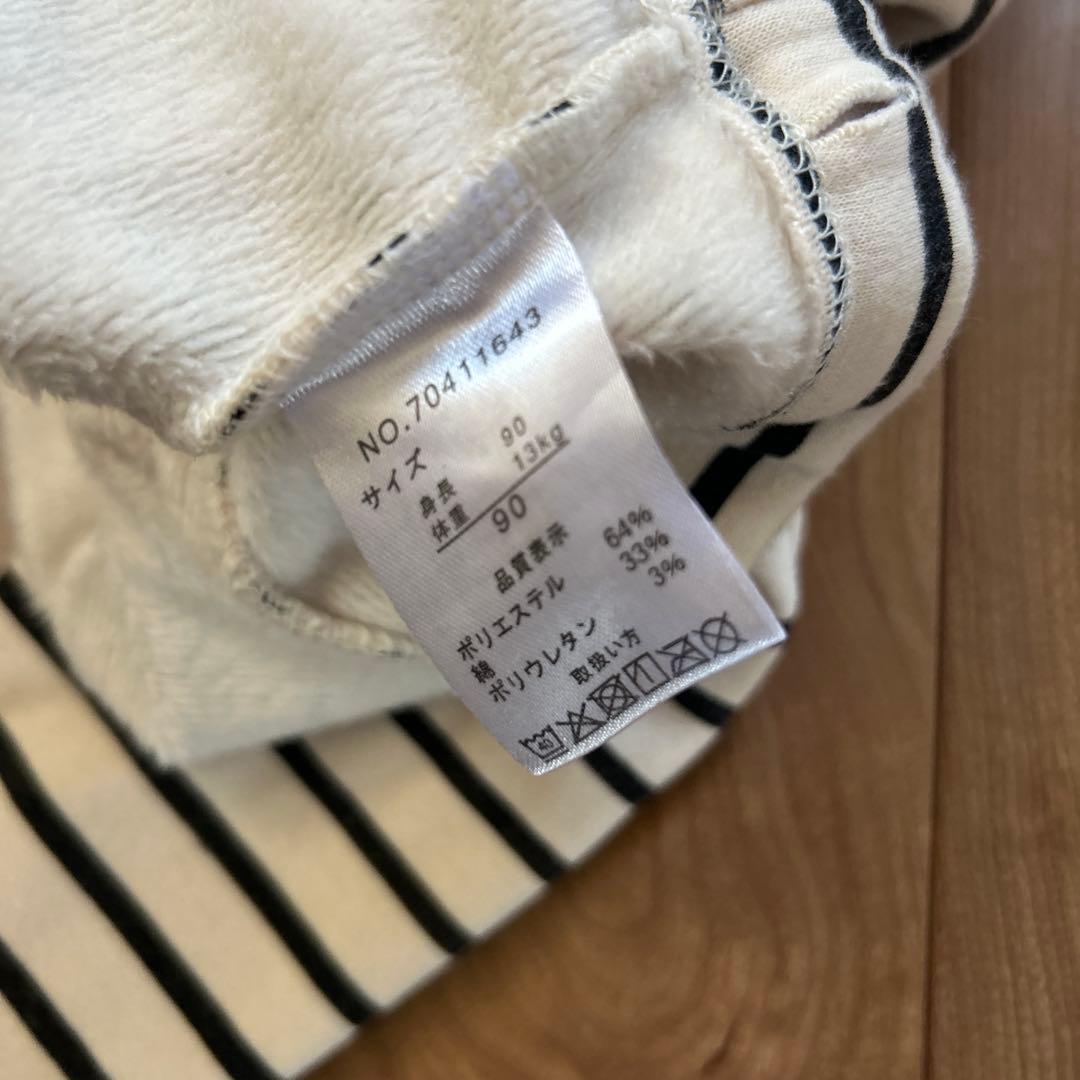 NO.70411643
サイズ
身長 90
体重 13kg
90
品質表示
ポリエステル 64%
綿 33%
ポリウレタン 3%
取扱い方
40